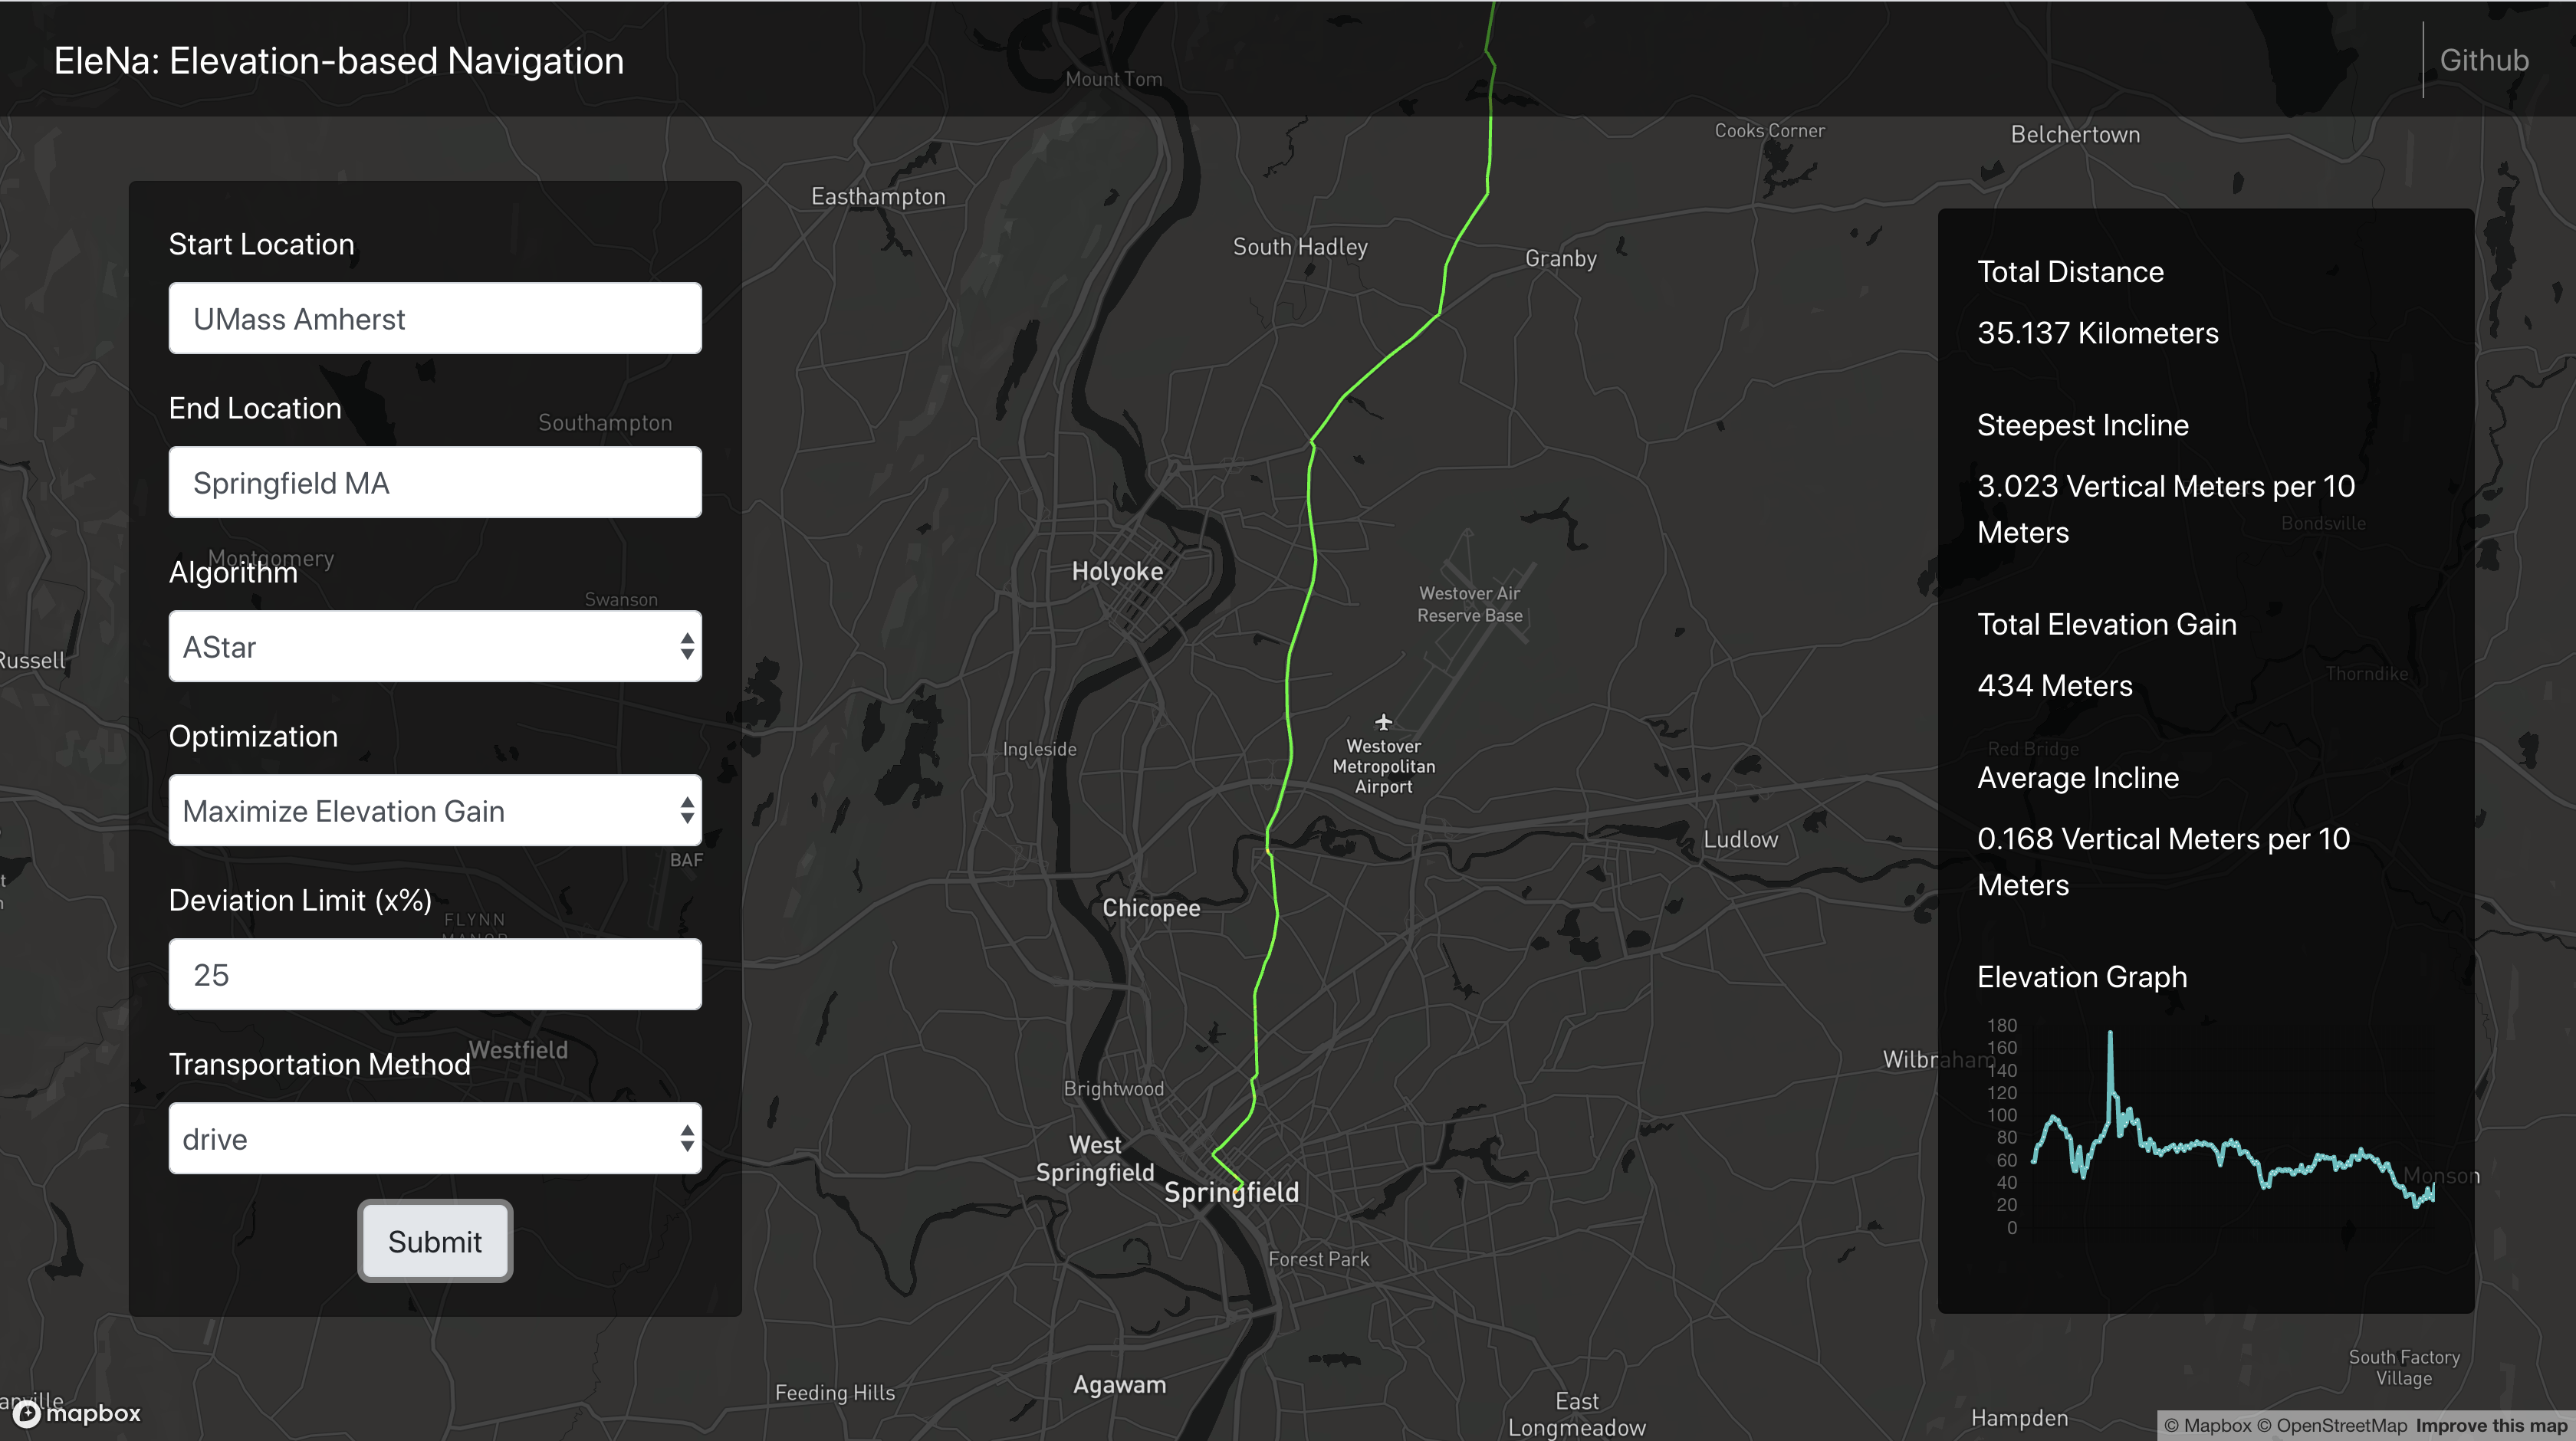 EleNa: Elevation-based Navigation
Github
Start Location
UMass Amherst
End Location
Springfield MA
Algorithm
AStar
Optimization
Maximize Elevation Gain
Deviation Limit (x%)
25
Transportation Method
drive
Submit
Mount Tom
Easthampton
Southampton
Montgomery
Swanson
Russell
BAF
FLYNN
MANOR
Westfield
Cooks Corner
Belchertown
South Hadley
Granby
Holyoke
Westover Air
Reserve Base
Ingleside
Westover
Metropolitan
Airport
Ludlow
Chicopee
Brightwood
West
Springfield
Springfield
Forest Park
Feeding Hills
Agawam
East
Longmeadow
Wilbraham
Bondsville
Thorndike
Red Bridge
Monson
South Factory
Village
Hampden
Total Distance
35.137 Kilometers
Steepest Incline
3.023 Vertical Meters per 10
Meters
Total Elevation Gain
434 Meters
Average Incline
0.168 Vertical Meters per 10
Meters
Elevation Graph
180
160
140
120
100
80
60
40
20
0
mapbox
© Mapbox © OpenStreetMap Improve this map